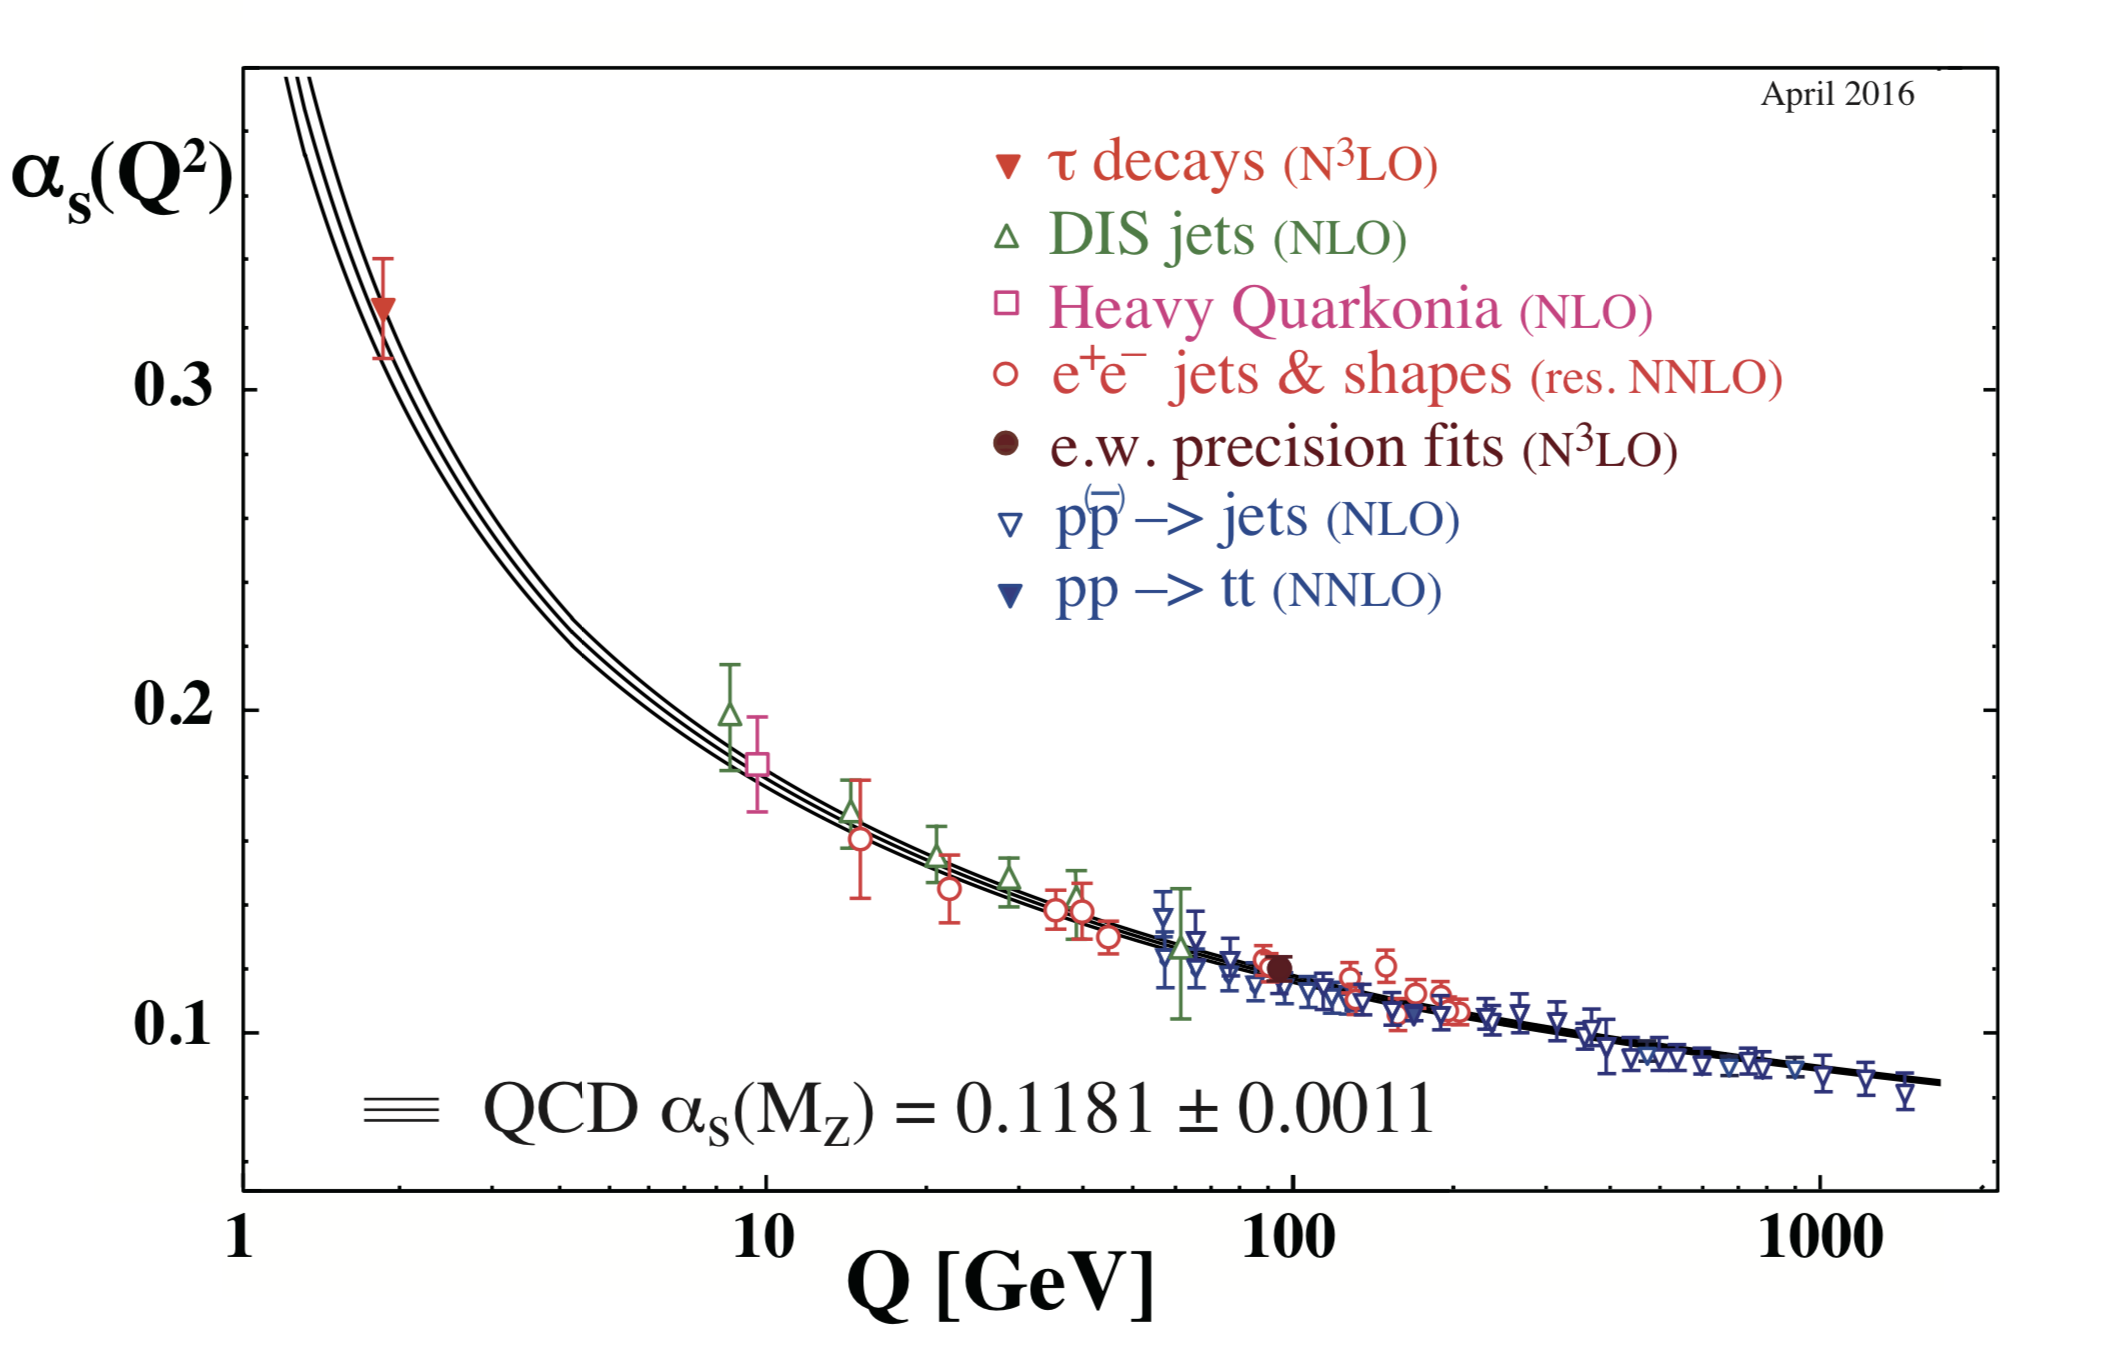 April 2016
αs(Q²)
τ decays (N³LO)
DIS jets (NLO)
Heavy Quarkonia (NLO)
e⁺e⁻ jets & shapes (res. NNLO)
e.w. precision fits (N³LO)
pp(¯) –> jets (NLO)
pp –> tt (NNLO)
0.3
0.2
0.1
QCD αs(Mz) = 0.1181 ± 0.0011
1 10 100 1000
Q [GeV]